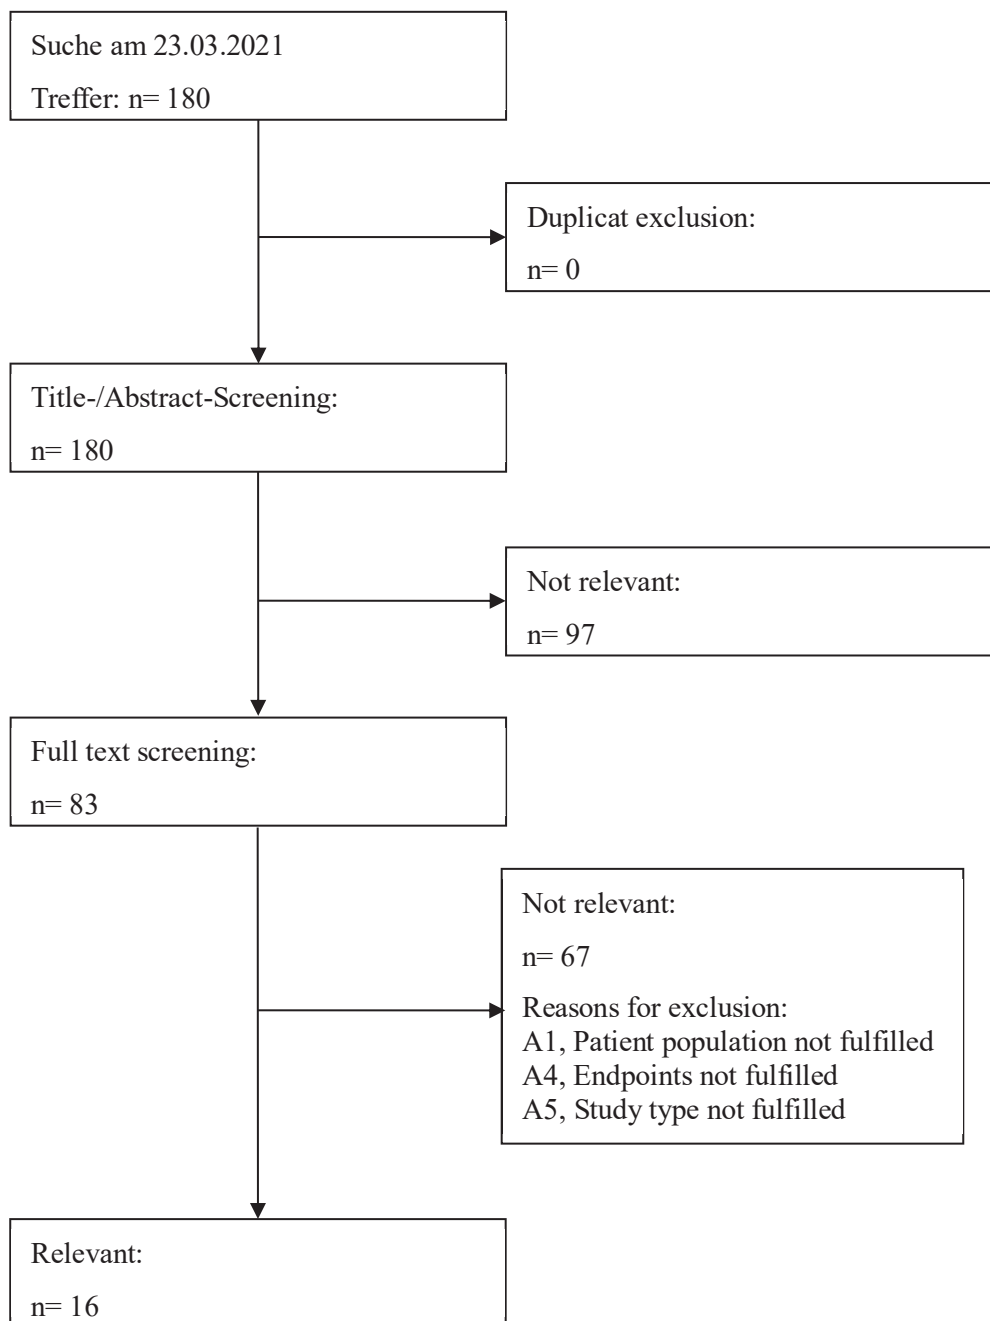 Suche am 23.03.2021
Treffer: n= 180
Duplicat exclusion:
n= 0
Title-/Abstract-Screening:
n= 180
Not relevant:
n= 97
Full text screening:
n= 83
Not relevant:
n= 67
Reasons for exclusion:
A1, Patient population not fulfilled
A4, Endpoints not fulfilled
A5, Study type not fulfilled
Relevant:
n= 16